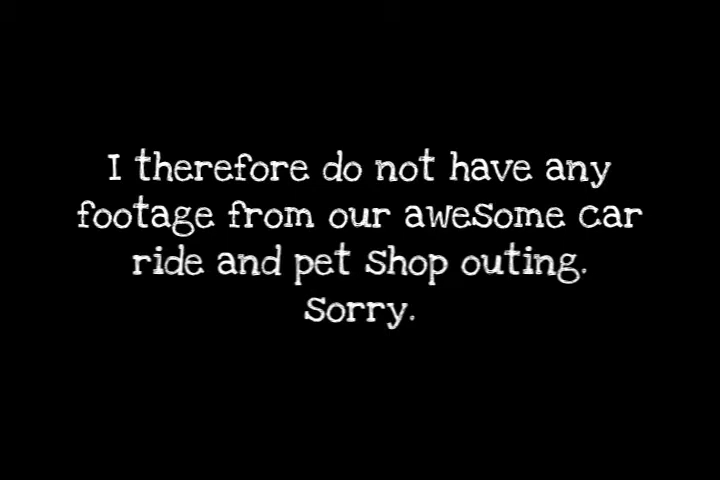 I therefore do not have any
footage from our awesome car
ride and pet shop outing.
Sorry.